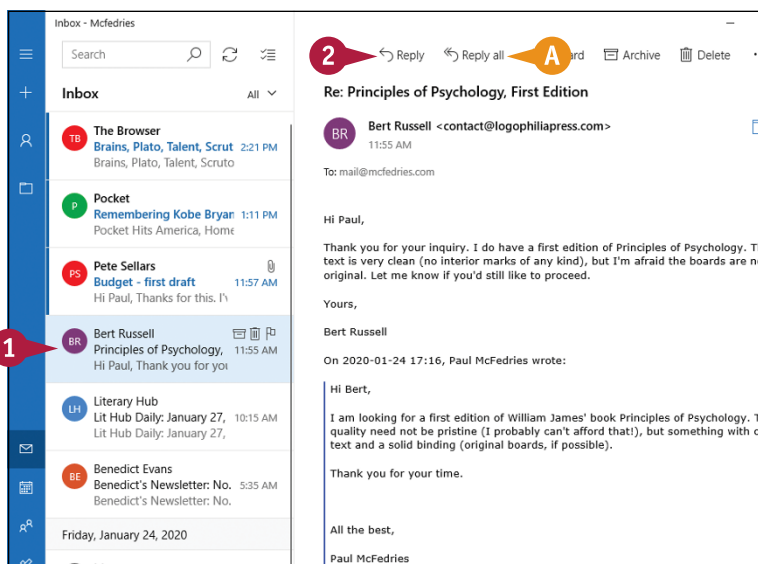 Inbox - Mcfedries
Search
Inbox
All
TB
The Browser
Brains, Plato, Talent, Scrut 2:21 PM
Brains, Plato, Talent, Scruto
P
Pocket
Remembering Kobe Bryan 1:11 PM
Pocket Hits America, Home
PS
Pete Sellars
Budget - first draft 11:57 AM
Hi Paul, Thanks for this. I'v
1
BR
Bert Russell
Principles of Psychology, 11:55 AM
Hi Paul, Thank you for you
LH
Literary Hub
Lit Hub Daily: January 27, 10:15 AM
Lit Hub Daily: January 27,
BE
Benedict Evans
Benedict's Newsletter: No. 5:35 AM
Benedict's Newsletter: No.
Friday, January 24, 2020
2 Reply Reply all A ard Archive Delete
Re: Principles of Psychology, First Edition
BR
Bert Russell <contact@logophiliapress.com>
11:55 AM
To: mail@mcfedries.com
Hi Paul,
Thank you for your inquiry. I do have a first edition of Principles of Psychology.
text is very clean (no interior marks of any kind), but I'm afraid the boards are
original. Let me know if you'd still like to proceed.
Yours,
Bert Russell
On 2020-01-24 17:16, Paul McFedries wrote:
Hi Bert,
I am looking for a first edition of William James' book Principles of Psychology.
quality need not be pristine (I probably can't afford that!), but something with
text and a solid binding (original boards, if possible).
Thank you for your time.
All the best,
Paul McFedries